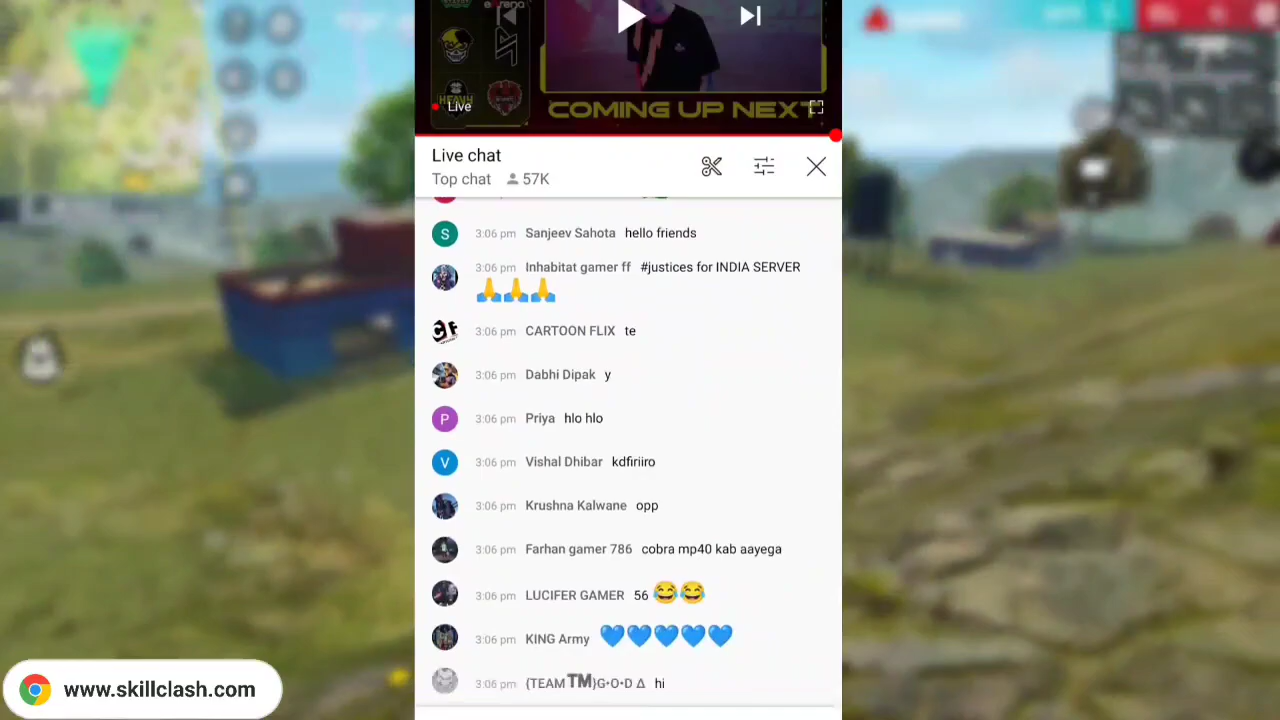 Live
COMING UP NEXT
Live chat
Top chat 57K
3:06 pm Sanjeev Sahota hello friends
3:06 pm Inhabitat gamer ff #justices for INDIA SERVER
🙏🙏🙏
3:06 pm CARTOON FLIX te
3:06 pm Dabhi Dipak y
3:06 pm Priya hlo hlo
3:06 pm Vishal Dhibar kdfiriiro
3:06 pm Krushna Kalwane opp
3:06 pm Farhan gamer 786 cobra mp40 kab aayega
3:06 pm LUCIFER GAMER 56 😂😂
3:06 pm KING Army 💙💙💙💙💙
3:06 pm (TEAM™)G•O•D Δ hi
www.skillclash.com